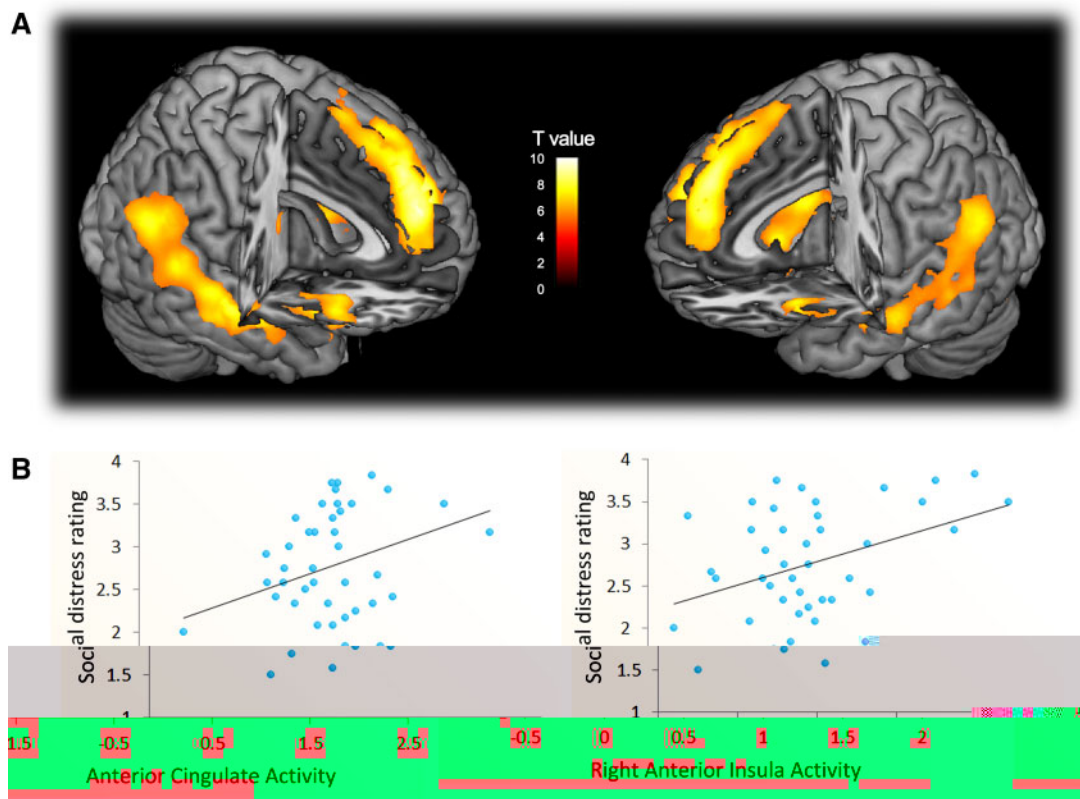 A
T value
10
8
6
4
2
0
B
4
3.5
3
2.5
2
1.5
1
Social distress rating
1.5 -0.5 0.5 1.5 2.5
Anterior Cingulate Activity
4
3.5
3
2.5
2
1.5
1
Social distress rating
-0.5 0 0.5 1 1.5 2
Right Anterior Insula Activity